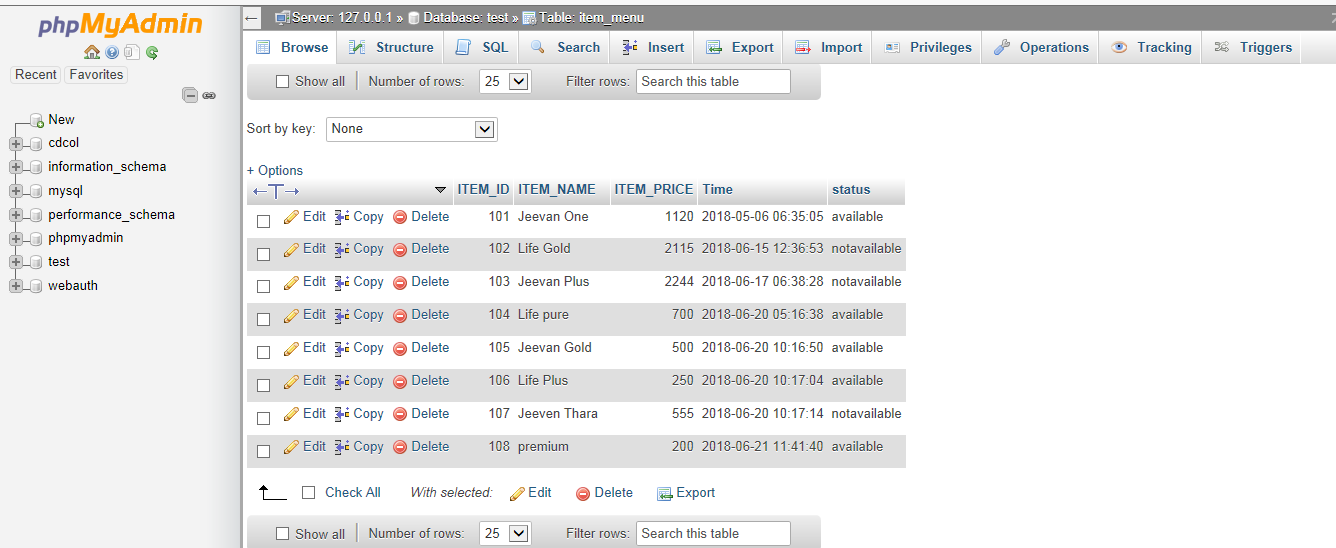 phpMyAdmin
Recent Favorites
New
cdcol
information_schema
mysql
performance_schema
phpmyadmin
test
webauth
Server: 127.0.0.1 » Database: test » Table: item_menu
Browse Structure SQL Search Insert Export Import Privileges Operations Tracking Triggers
Show all Number of rows: 25 Filter rows: Search this table
Sort by key: None
+ Options
←T→ ITEM_ID ITEM_NAME ITEM_PRICE Time status
Edit Copy Delete 101 Jeevan One 1120 2018-05-06 06:35:05 available
Edit Copy Delete 102 Life Gold 2115 2018-06-15 12:36:53 notavailable
Edit Copy Delete 103 Jeevan Plus 2244 2018-06-17 06:38:28 notavailable
Edit Copy Delete 104 Life pure 700 2018-06-20 05:16:38 available
Edit Copy Delete 105 Jeevan Gold 500 2018-06-20 10:16:50 available
Edit Copy Delete 106 Life Plus 250 2018-06-20 10:17:04 available
Edit Copy Delete 107 Jeeven Thara 555 2018-06-20 10:17:14 notavailable
Edit Copy Delete 108 premium 200 2018-06-21 11:41:40 available
Check All With selected: Edit Delete Export
Show all Number of rows: 25 Filter rows: Search this table